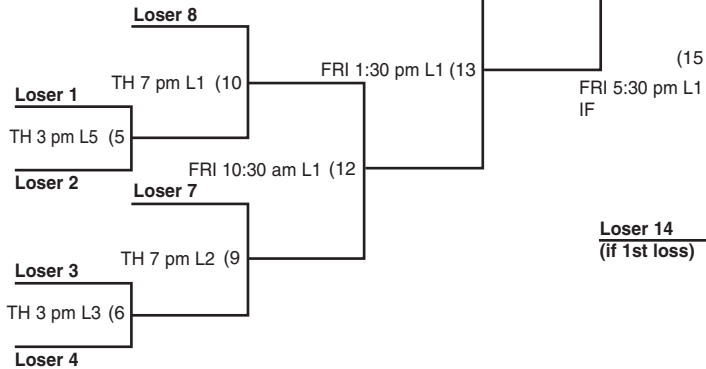 Loser 8
(15
FRI 1:30 pm L1 (13
TH 7 pm L1 (10
FRI 5:30 pm L1
IF
Loser 1
TH 3 pm L5 (5
FRI 10:30 am L1 (12
Loser 2
Loser 7
Loser 14
(if 1st loss)
TH 7 pm L2 (9
Loser 3
TH 3 pm L3 (6
Loser 4